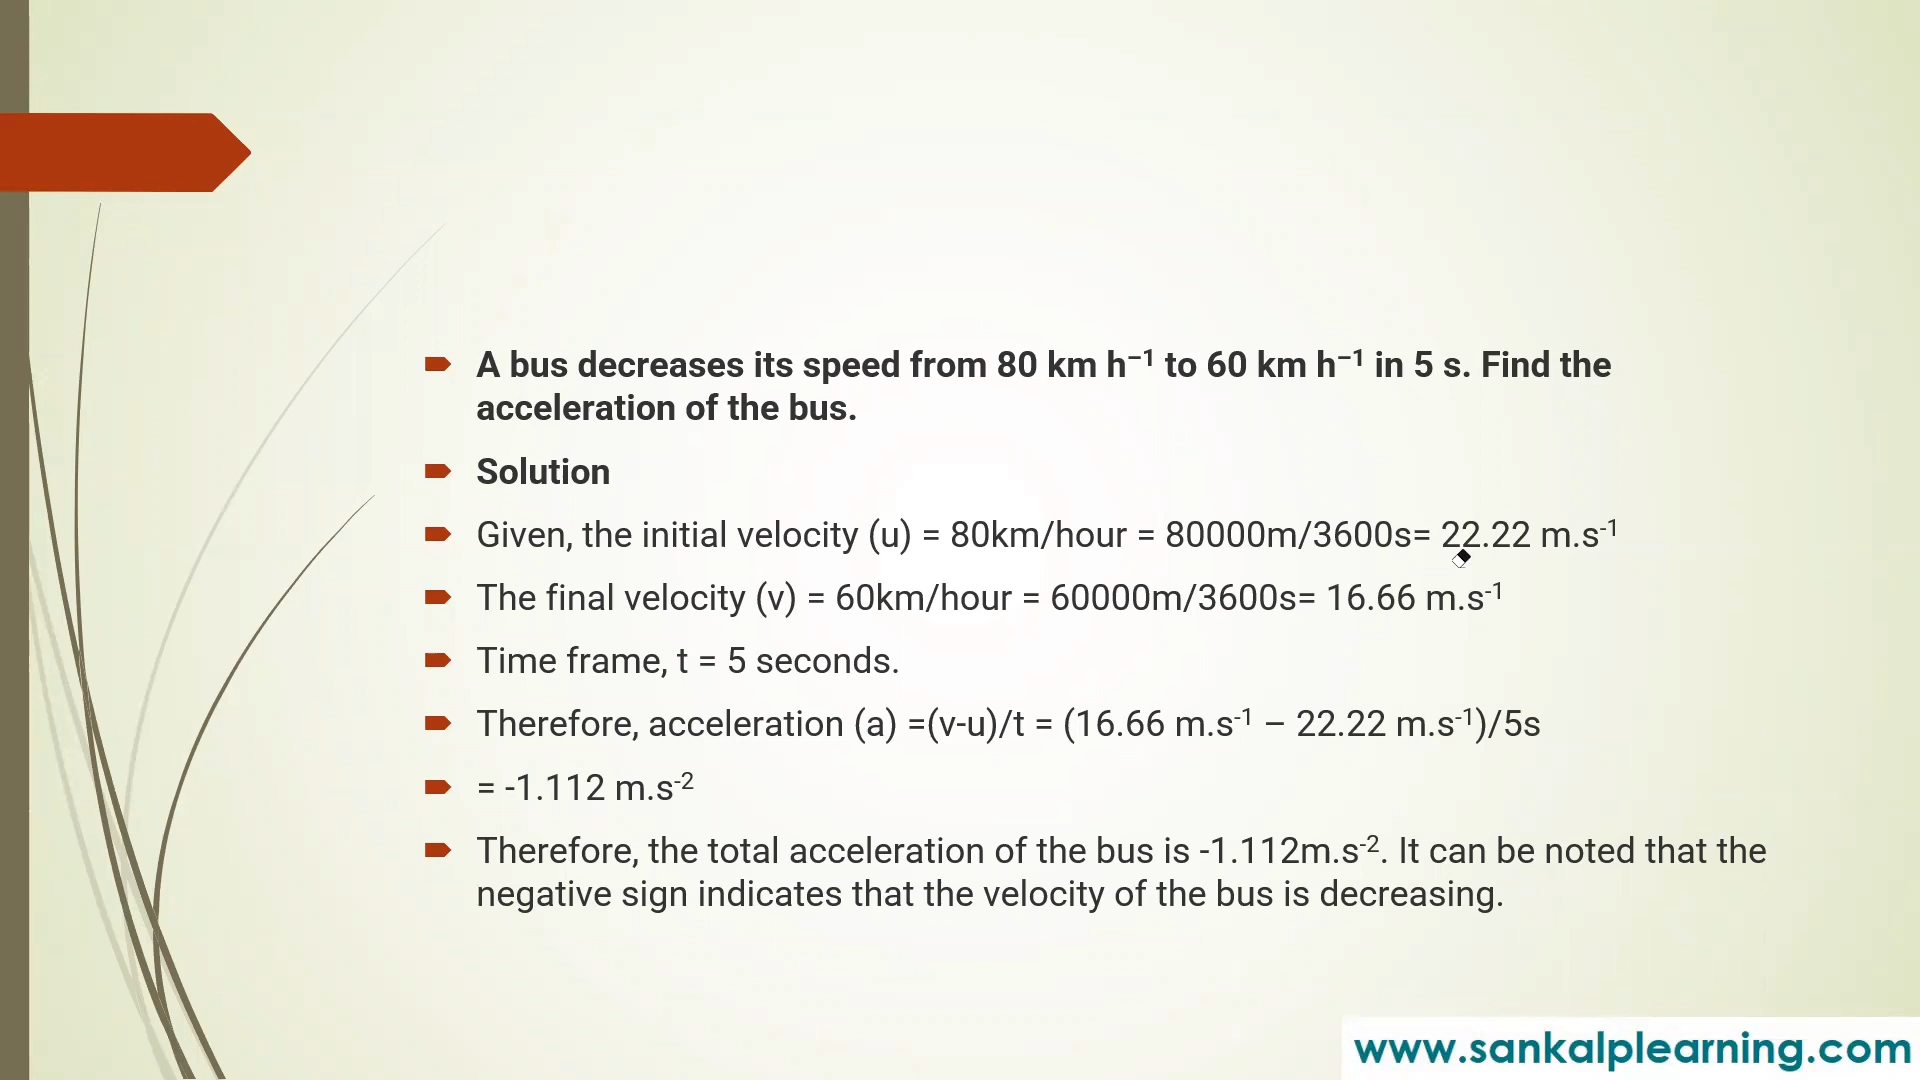 A bus decreases its speed from 80 km h⁻¹ to 60 km h⁻¹ in 5 s. Find the
acceleration of the bus.
Solution
Given, the initial velocity (u) = 80km/hour = 80000m/3600s= 22.22 m.s⁻¹
The final velocity (v) = 60km/hour = 60000m/3600s= 16.66 m.s⁻¹
Time frame, t = 5 seconds.
Therefore, acceleration (a) =(v-u)/t = (16.66 m.s⁻¹ – 22.22 m.s⁻¹)/5s
= -1.112 m.s⁻²
Therefore, the total acceleration of the bus is -1.112m.s⁻². It can be noted that the
negative sign indicates that the velocity of the bus is decreasing.
www.sankalplearning.com